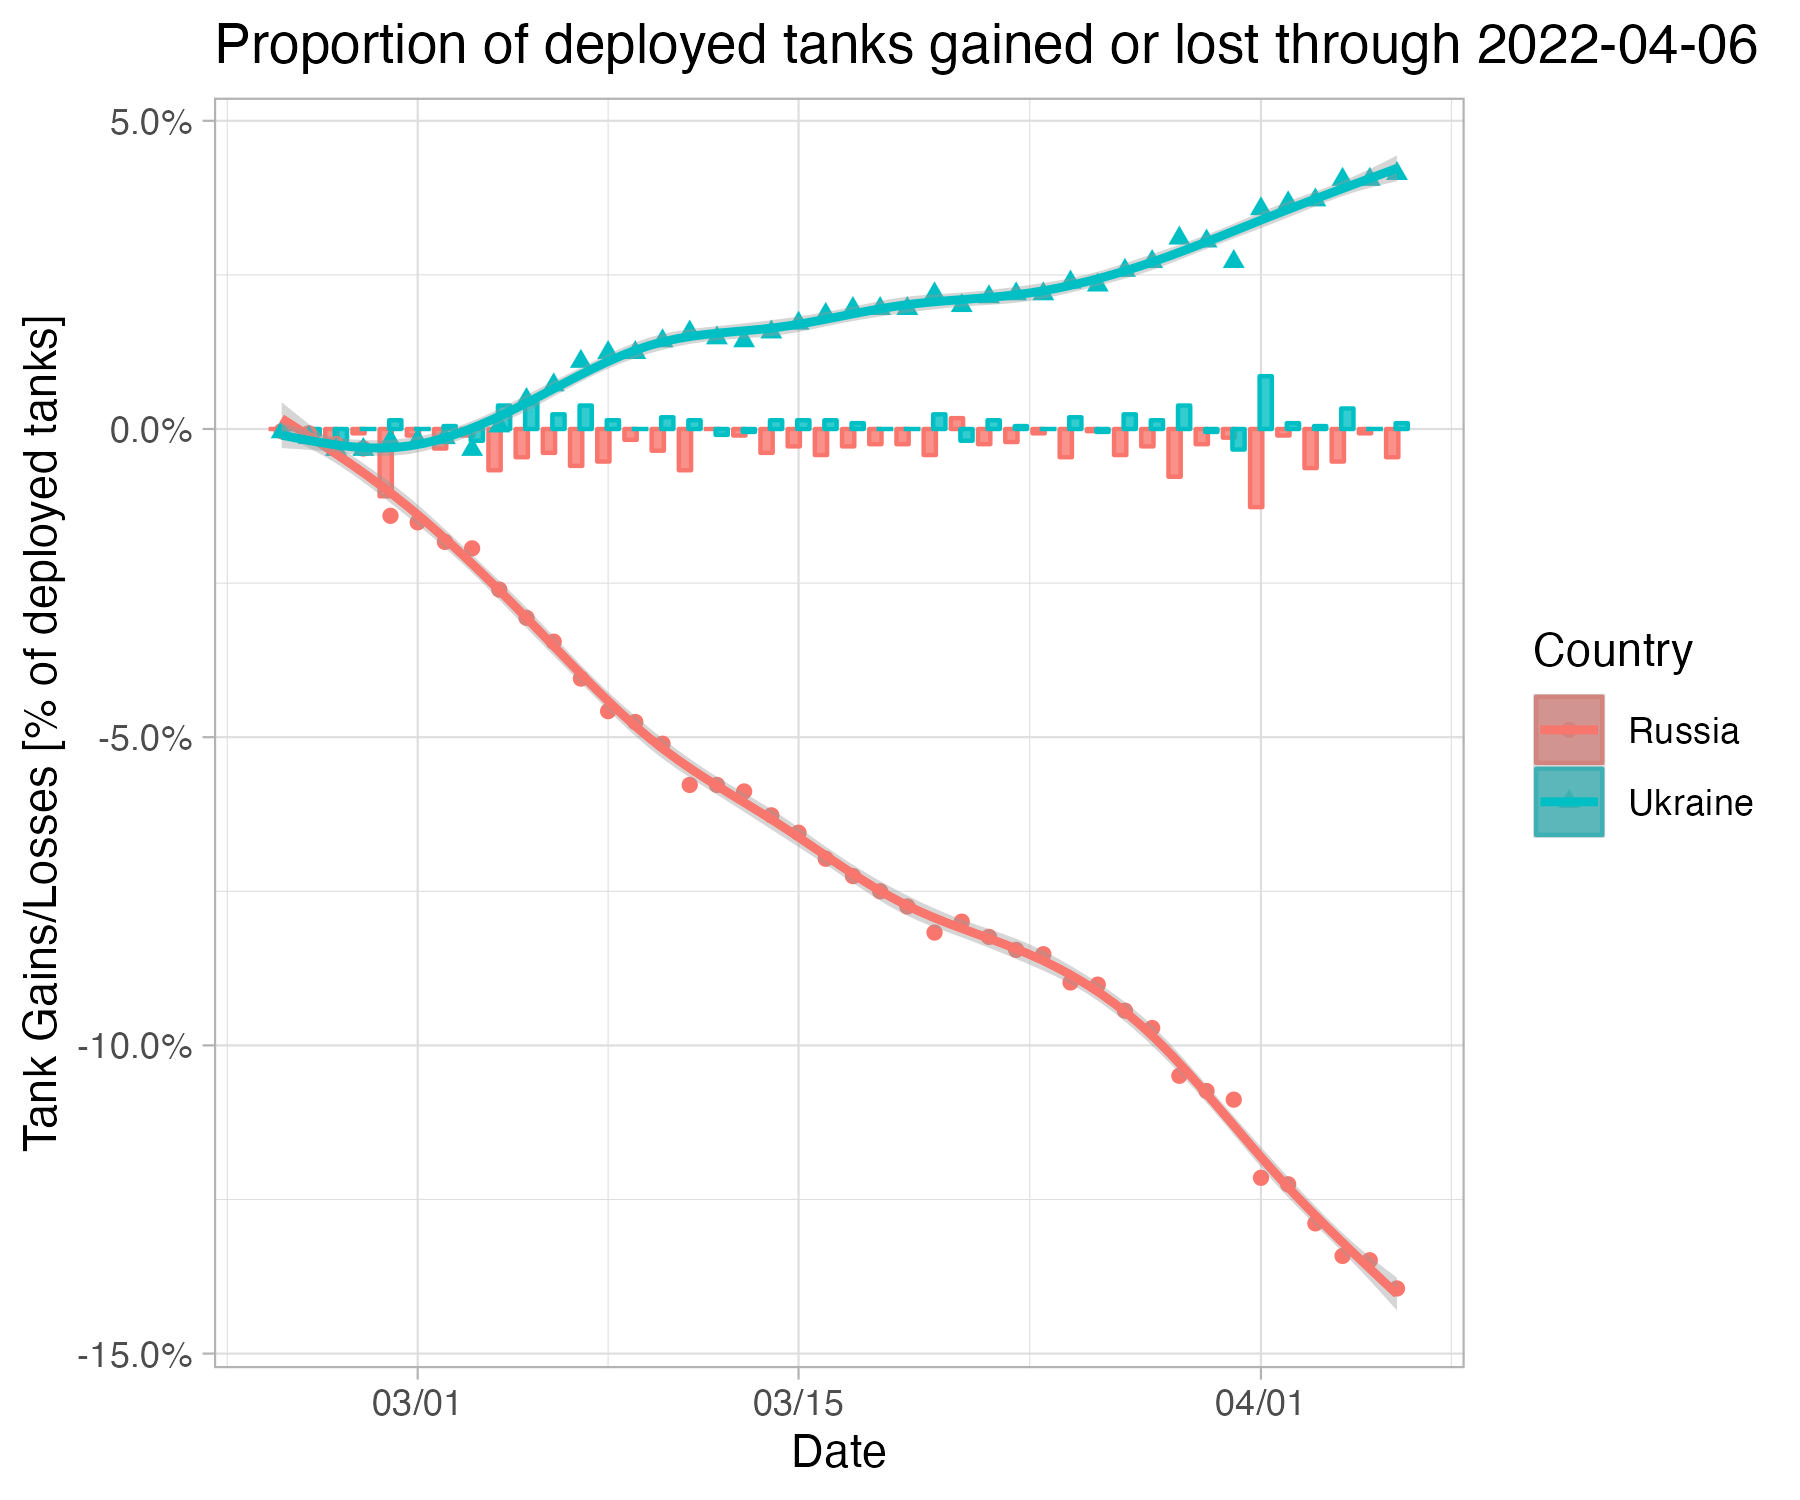 Proportion of deployed tanks gained or lost through 2022-04-06
Tank Gains/Losses [% of deployed tanks]
5.0%
0.0%
-5.0%
-10.0%
-15.0%
03/01
03/15
04/01
Date
Country
Russia
Ukraine